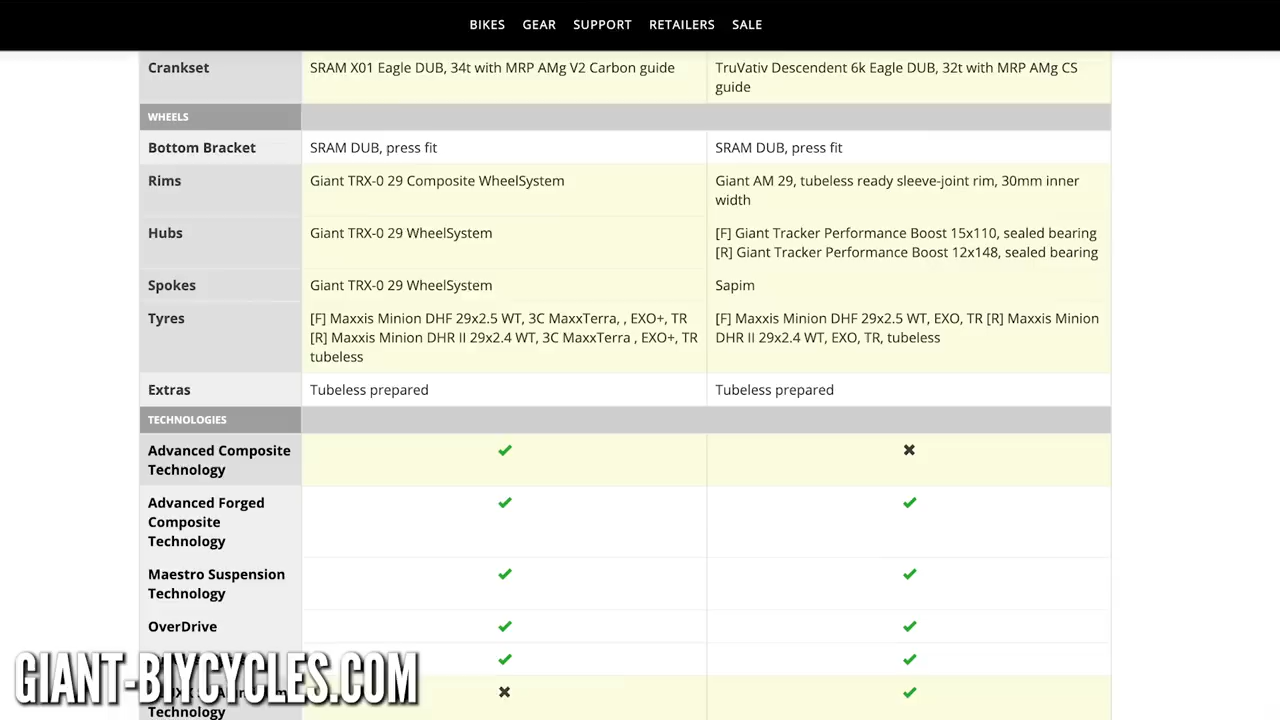 BIKES GEAR SUPPORT RETAILERS SALE
Crankset SRAM X01 Eagle DUB, 34t with MRP AMg V2 Carbon guide TruVativ Descendent 6k Eagle DUB, 32t with MRP AMg CS
guide
WHEELS
Bottom Bracket SRAM DUB, press fit SRAM DUB, press fit
Rims Giant TRX-0 29 Composite WheelSystem Giant AM 29, tubeless ready sleeve-joint rim, 30mm inner
width
Hubs Giant TRX-0 29 WheelSystem [F] Giant Tracker Performance Boost 15x110, sealed bearing
[R] Giant Tracker Performance Boost 12x148, sealed bearing
Spokes Giant TRX-0 29 WheelSystem Sapim
Tyres [F] Maxxis Minion DHF 29x2.5 WT, 3C MaxxTerra, , EXO+, TR [F] Maxxis Minion DHF 29x2.5 WT, EXO, TR [R] Maxxis Minion
[R] Maxxis Minion DHR II 29x2.4 WT, 3C MaxxTerra , EXO+, TR DHR II 29x2.4 WT, EXO, TR, tubeless
tubeless
Extras Tubeless prepared Tubeless prepared
TECHNOLOGIES
Advanced Composite
Technology
Advanced Forged
Composite
Technology
Maestro Suspension
Technology
OverDrive
GIANT-BIYCYCLES.COM
Technology